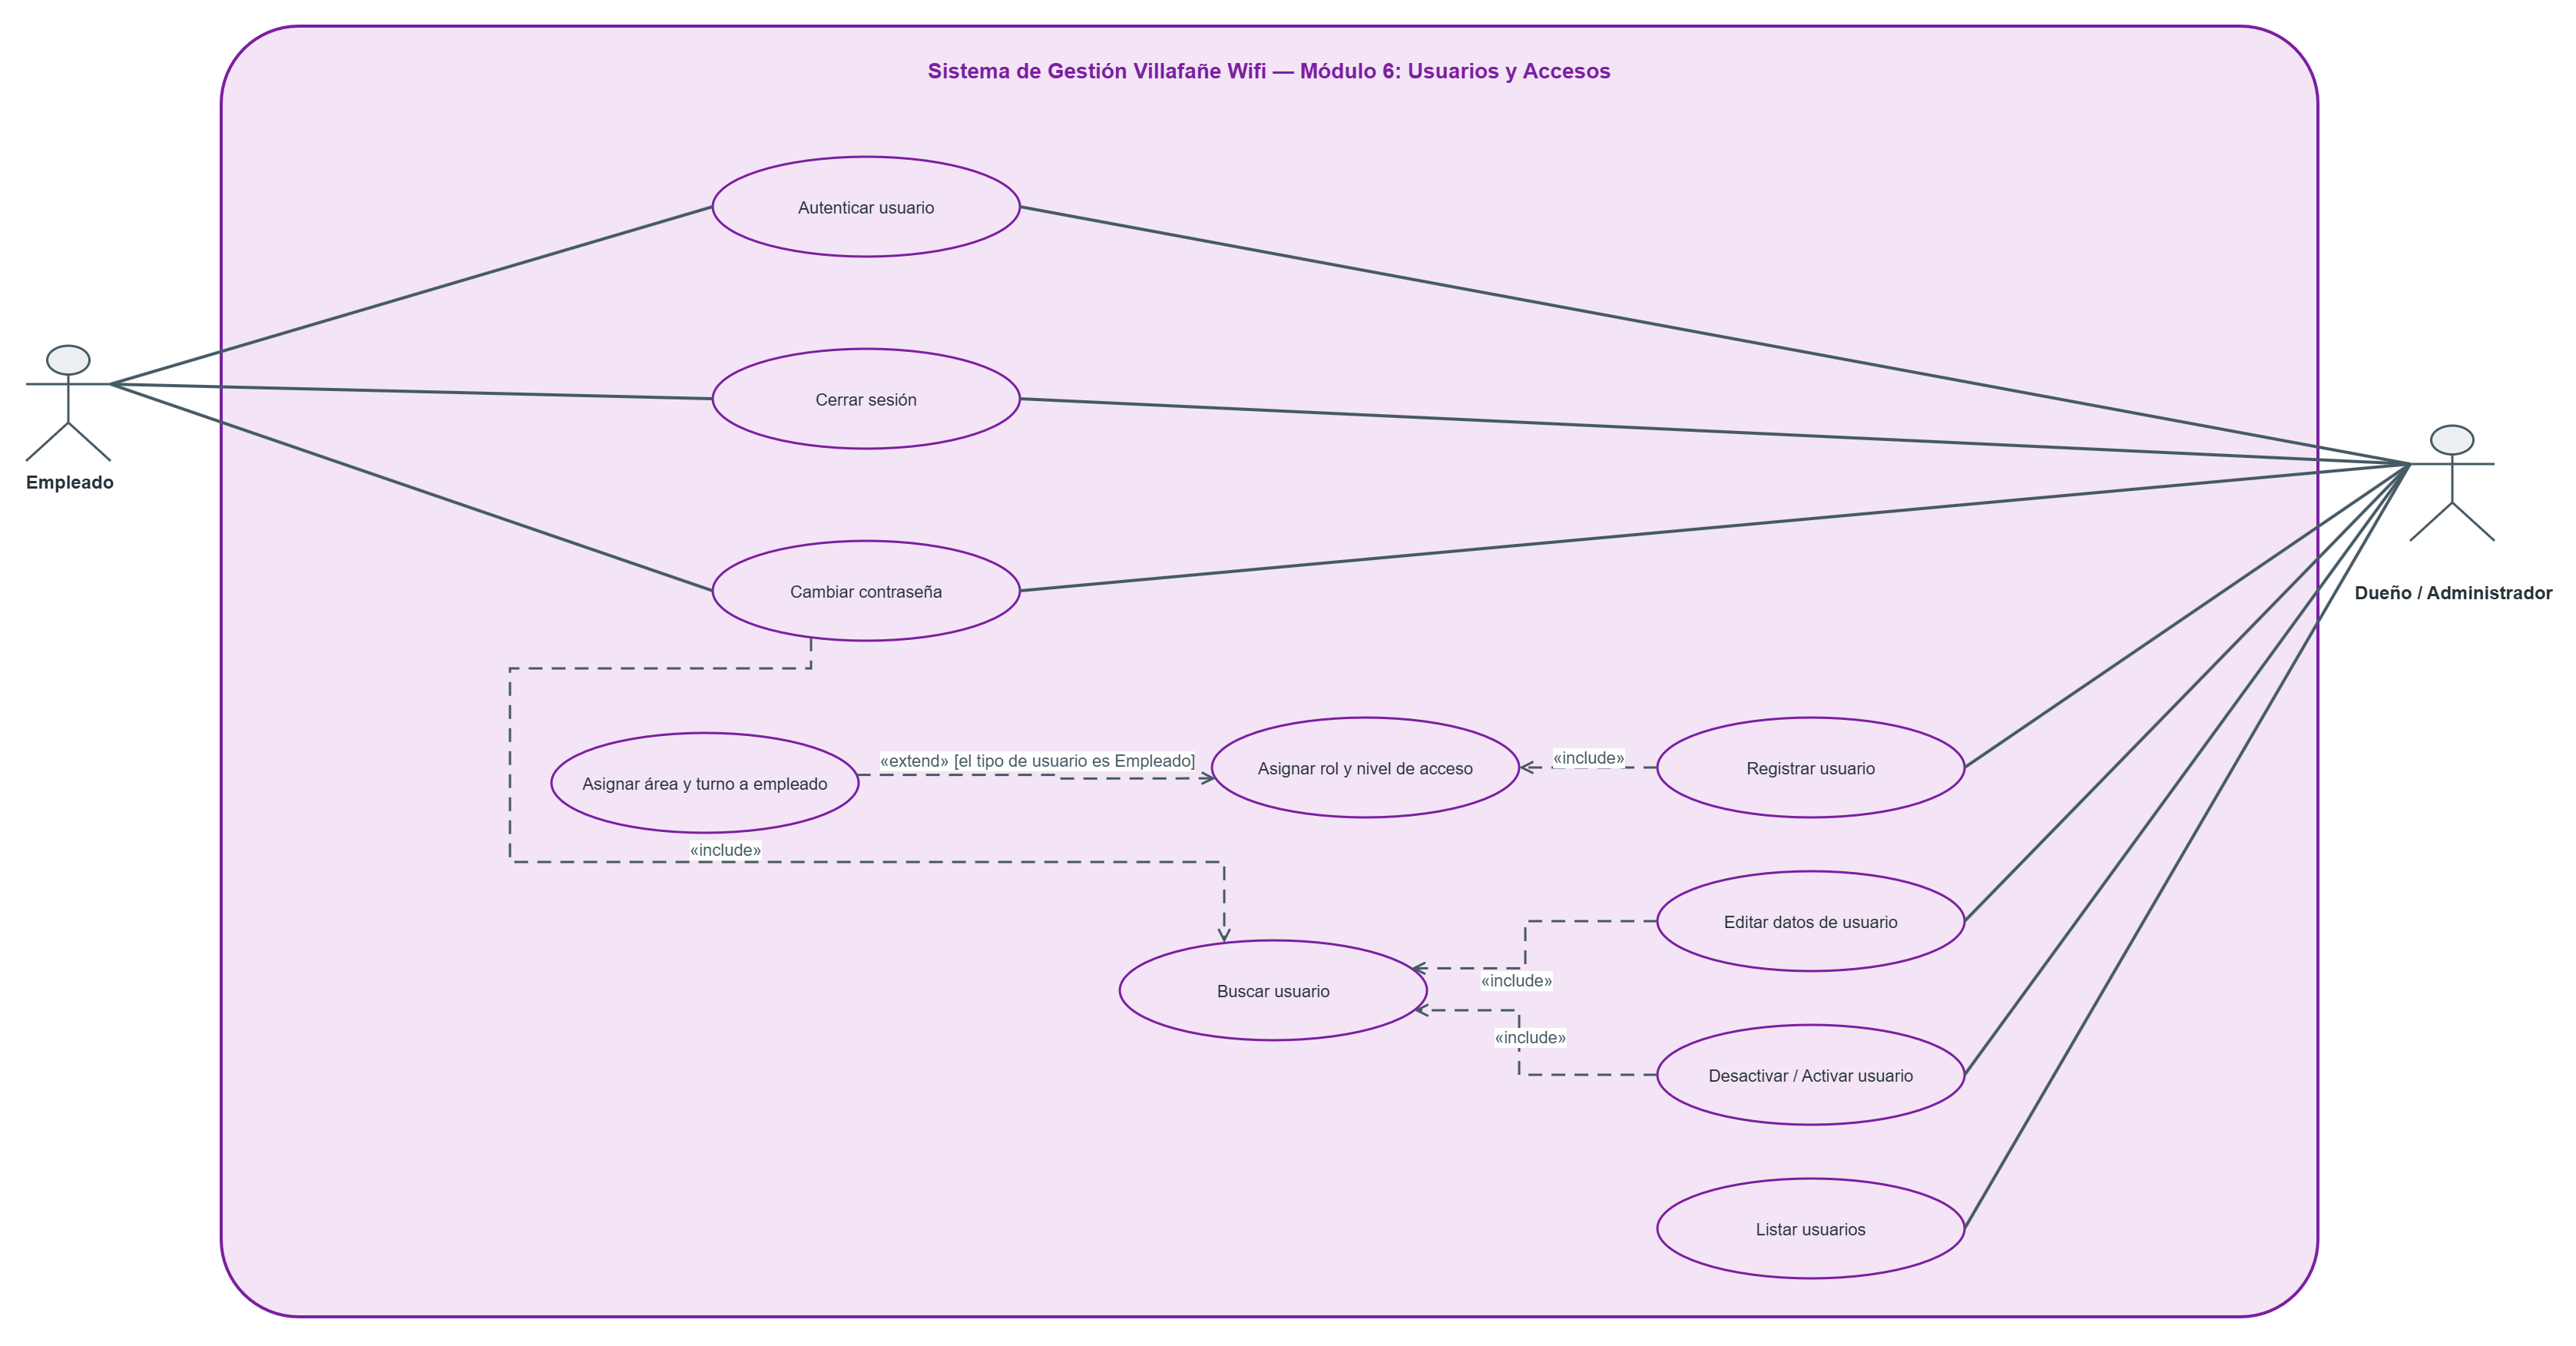 Sistema de Gestión Villafañe Wifi — Módulo 6: Usuarios y Accesos
Autenticar usuario
Cerrar sesión
Empleado
Cambiar contraseña
Dueño / Administrador
Asignar área y turno a empleado
«extend» [el tipo de usuario es Empleado]
Asignar rol y nivel de acceso
«include»
Registrar usuario
«include»
Editar datos de usuario
Buscar usuario
«include»
«include»
Desactivar / Activar usuario
Listar usuarios